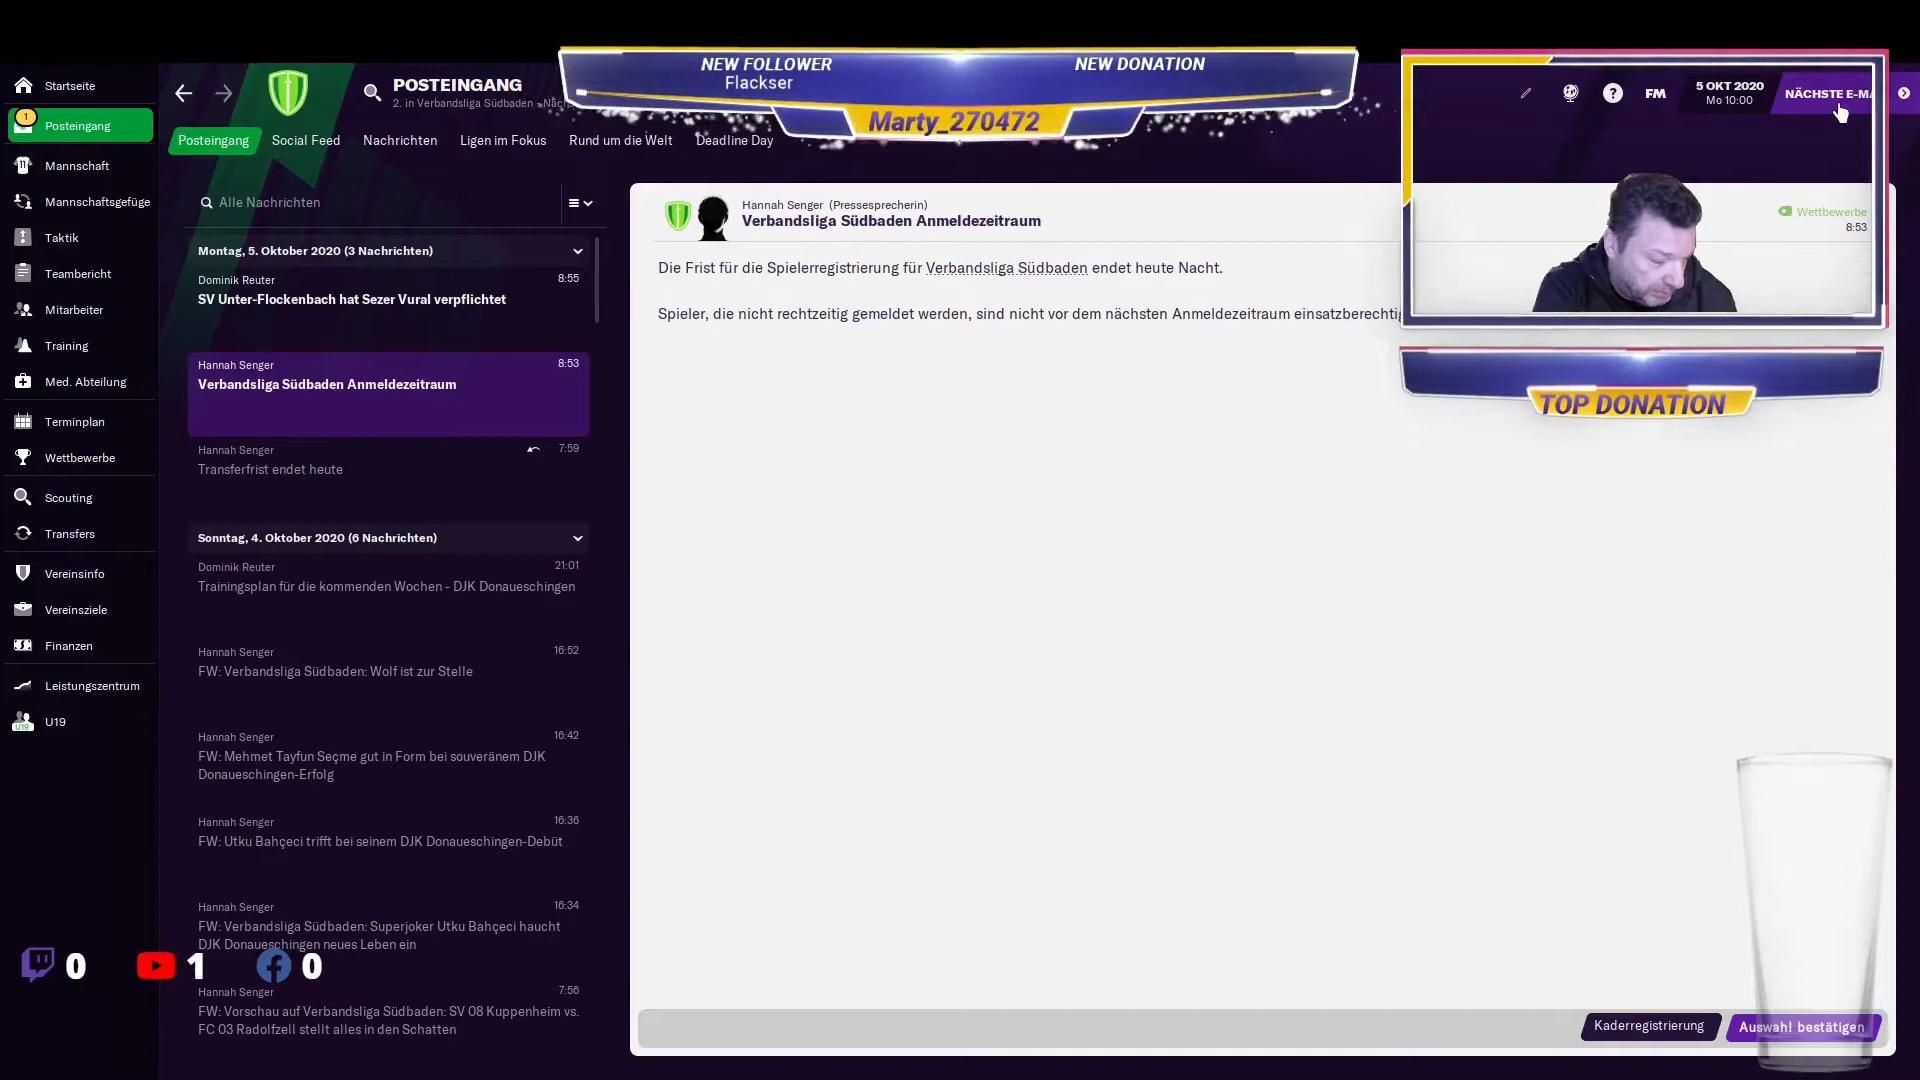 Startseite
1
Posteingang
Mannschaft
Mannschaftsgefüge
Taktik
Teambericht
Mitarbeiter
Training
Med. Abteilung
Terminplan
Wettbewerbe
Scouting
Transfers
Vereinsinfo
Vereinsziele
Finanzen
Leistungszentrum
U19
U19
POSTEINGANG
2. in Verbandsliga Südbaden -
NEW FOLLOWER
Flackser
NEW DONATION
Marty_270472
FM
5 OKT 2020
Mo 10:00
NÄCHSTE
Posteingang
Social Feed
Nachrichten
Ligen im Fokus
Rund um die Welt
Deadline Day
Alle Nachrichten
Montag, 5. Oktober 2020 (3 Nachrichten)
Dominik Reuter 8:55
SV Unter-Flockenbach hat Sezer Vural verpflichtet
Hannah Senger 8:53
Verbandsliga Südbaden Anmeldezeitraum
Hannah Senger 7:59
Transferfrist endet heute
Sonntag, 4. Oktober 2020 (6 Nachrichten)
Dominik Reuter 21:01
Trainingsplan für die kommenden Wochen - DJK Donaueschingen
Hannah Senger 16:52
FW: Verbandsliga Südbaden: Wolf ist zur Stelle
Hannah Senger 16:42
FW: Mehmet Tayfun Seçme gut in Form bei souveränem DJK
Donaueschingen-Erfolg
Hannah Senger 16:36
FW: Utku Bahçeci trifft bei seinem DJK Donaueschingen-Debüt
Hannah Senger 16:34
FW: Verbandsliga Südbaden: Superjoker Utku Bahçeci haucht
DJK Donaueschingen neues Leben ein
Hannah Senger 7:56
FW: Vorschau auf Verbandsliga Südbaden: SV 08 Kuppenheim vs.
FC 03 Radolfzell stellt alles in den Schatten
0 1 0
Hannah Senger (Pressesprecherin)
Verbandsliga Südbaden Anmeldezeitraum
Wettbewerbe
8:53
Die Frist für die Spielerregistrierung für Verbandsliga Südbaden endet heute Nacht.
Spieler, die nicht rechtzeitig gemeldet werden, sind nicht vor dem nächsten Anmeldezeitraum
TOP DONATION
Kaderregistrierung
Auswahl bestätigen